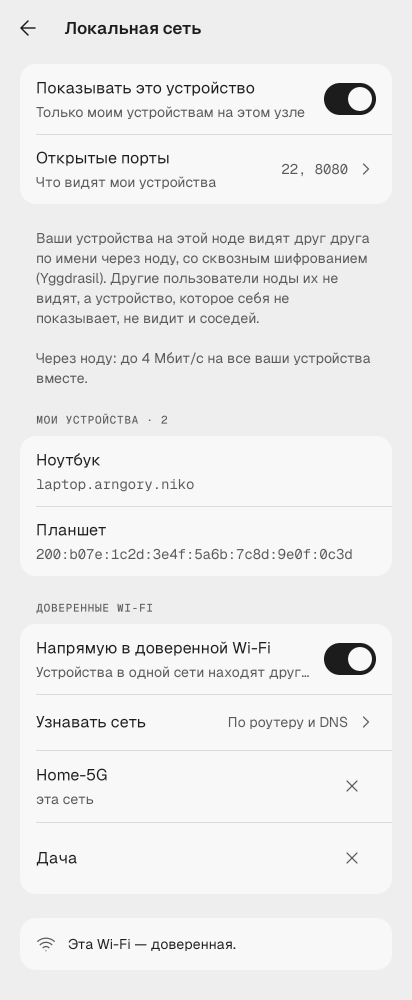 Локальная сеть
Показывать это устройство
Только моим устройствам на этом узле
Открытые порты
22, 8080
Что видят мои устройства
Ваши устройства на этой ноде видят друг друга
по имени через ноду, со сквозным шифрованием
(Yggdrasil). Другие пользователи ноды их не
видят, а устройство, которое себя не
показывает, не видит и соседей.
Через ноду: до 4 Мбит/с на все ваши устройства
вместе.
МОИ УСТРОЙСТВА · 2
Ноутбук
laptop.arngory.niko
Планшет
200:b07e:1c2d:3e4f:5a6b:7c8d:9e0f:0c3d
ДОВЕРЕННЫЕ WI-FI
Напрямую в доверенной Wi-Fi
Устройства в одной сети находят друг…
Узнавать сеть
По роутеру и DNS
Home-5G
эта сеть
Дача
Эта Wi-Fi — доверенная.